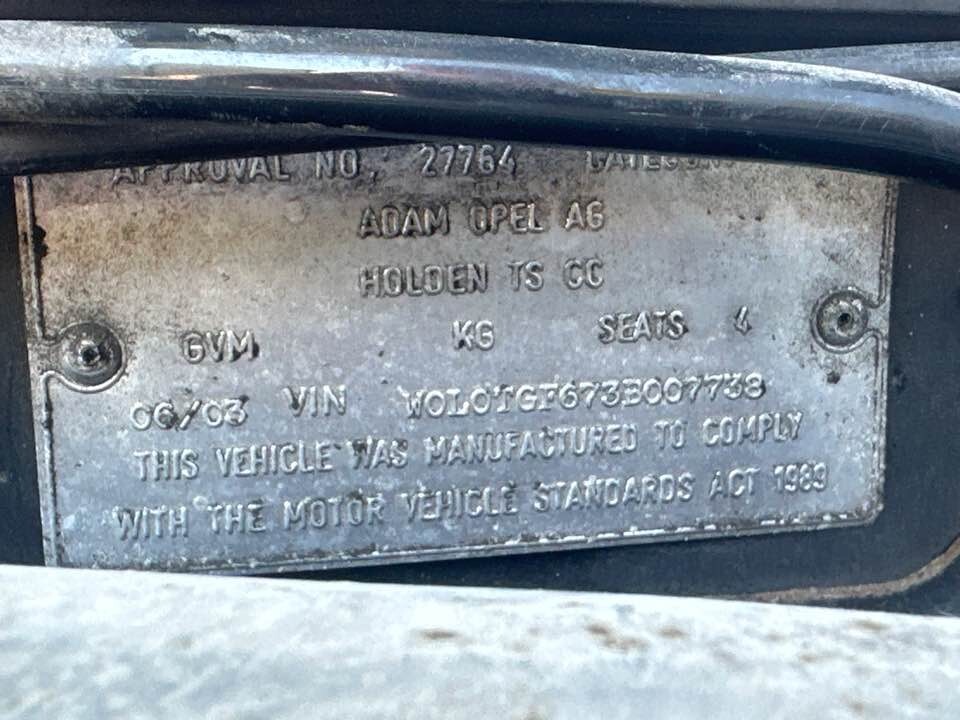 APPROVAL NO, 27764 CATEGORY
ADAM OPEL AG
HOLDEN TS CC
GVM KG SEATS 4
06/03 VIN W0L0TGF673B007738
THIS VEHICLE WAS MANUFACTURED TO COMPLY
WITH THE MOTOR VEHICLE STANDARDS ACT 1989